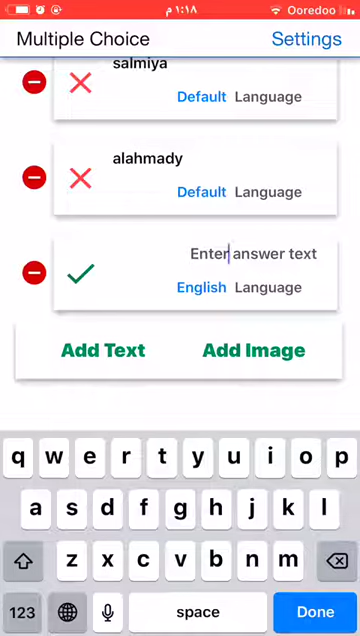 ١:١٨ م Ooredoo
Multiple Choice Settings
salmiya
Default Language
alahmady
Default Language
Enter answer text
English Language
Add Text Add Image
q w e r t y u i o p
a s d f g h j k l
z x c v b n m
123 space Done